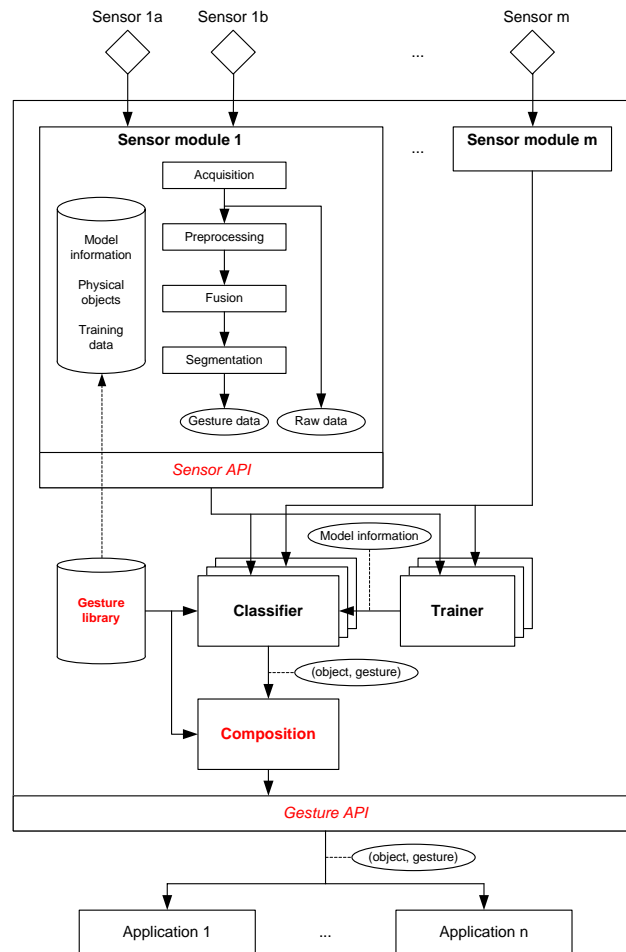 Sensor 1a
Sensor 1b
Sensor m
...
Sensor module 1
Sensor module m
...
Acquisition
Model
information
Physical
objects
Training
data
Preprocessing
Fusion
Segmentation
Gesture data
Raw data
Sensor API
Model information
Gesture
library
Classifier
Trainer
(object, gesture)
Composition
Gesture API
(object, gesture)
Application 1
...
Application n